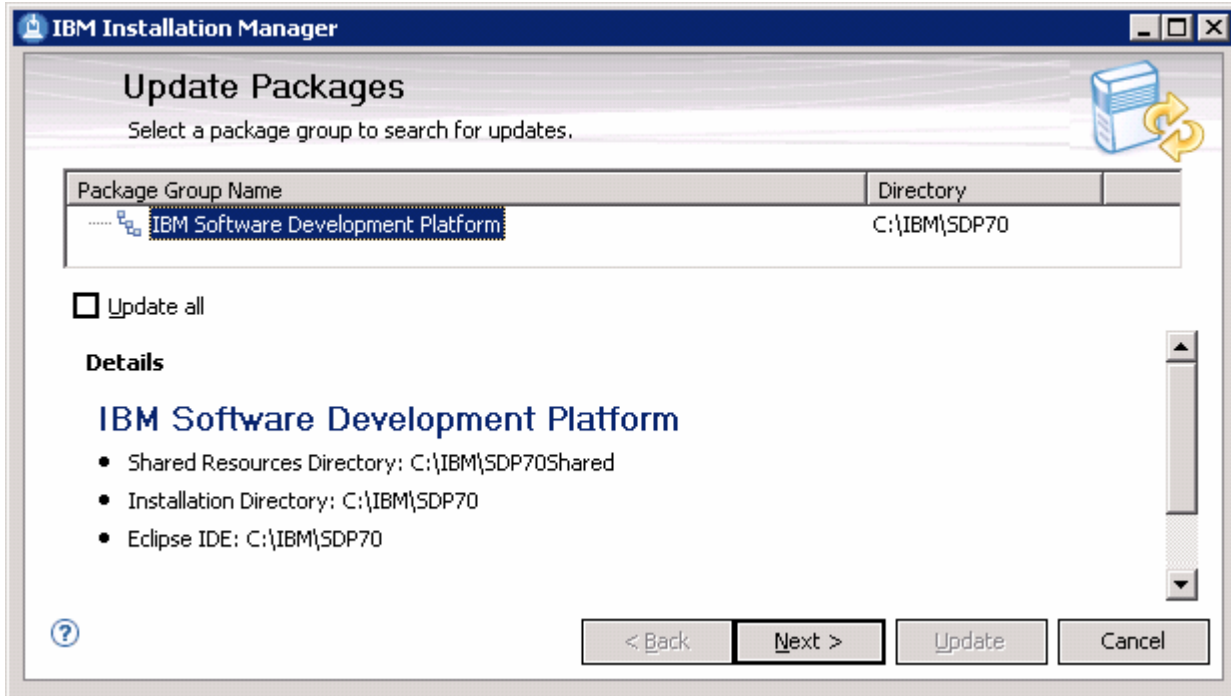 IBM Installation Manager
Update Packages
Select a package group to search for updates.
Package Group Name Directory
IBM Software Development Platform C:\IBM\SDP70
Update all
Details
IBM Software Development Platform
• Shared Resources Directory: C:\IBM\SDP70Shared
• Installation Directory: C:\IBM\SDP70
• Eclipse IDE: C:\IBM\SDP70
? < Back Next > Update Cancel